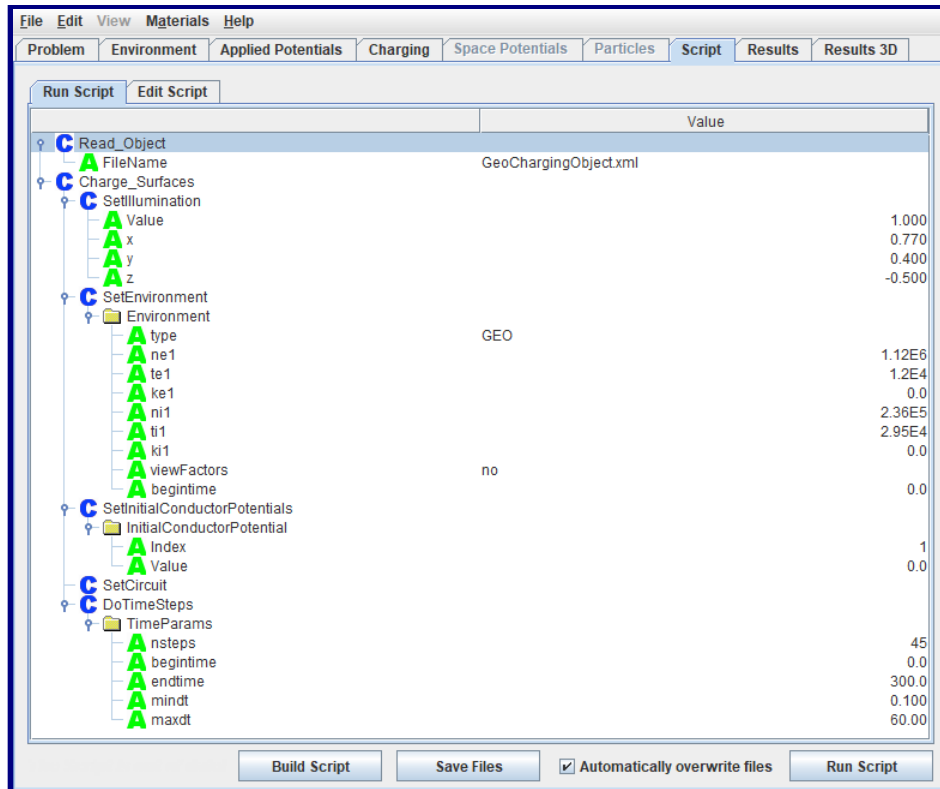 File Edit View Materials Help
Problem Environment Applied Potentials Charging Space Potentials Particles Script Results Results 3D
Run Script Edit Script
Value
C Read_Object
A FileName GeoChargingObject.xml
C Charge_Surfaces
C SetIllumination
A Value 1.000
A x 0.770
A y 0.400
A z -0.500
C SetEnvironment
Environment
A type GEO
A ne1 1.12E6
A te1 1.2E4
A ke1 0.0
A ni1 2.36E5
A ti1 2.95E4
A ki1 0.0
A viewFactors no
A begintime 0.0
C SetInitialConductorPotentials
InitialConductorPotential
A Index 1
A Value 0.0
C SetCircuit
C DoTimeSteps
TimeParams
A nsteps 45
A begintime 0.0
A endtime 300.0
A mindt 0.100
A maxdt 60.00
Build Script Save Files Automatically overwrite files Run Script